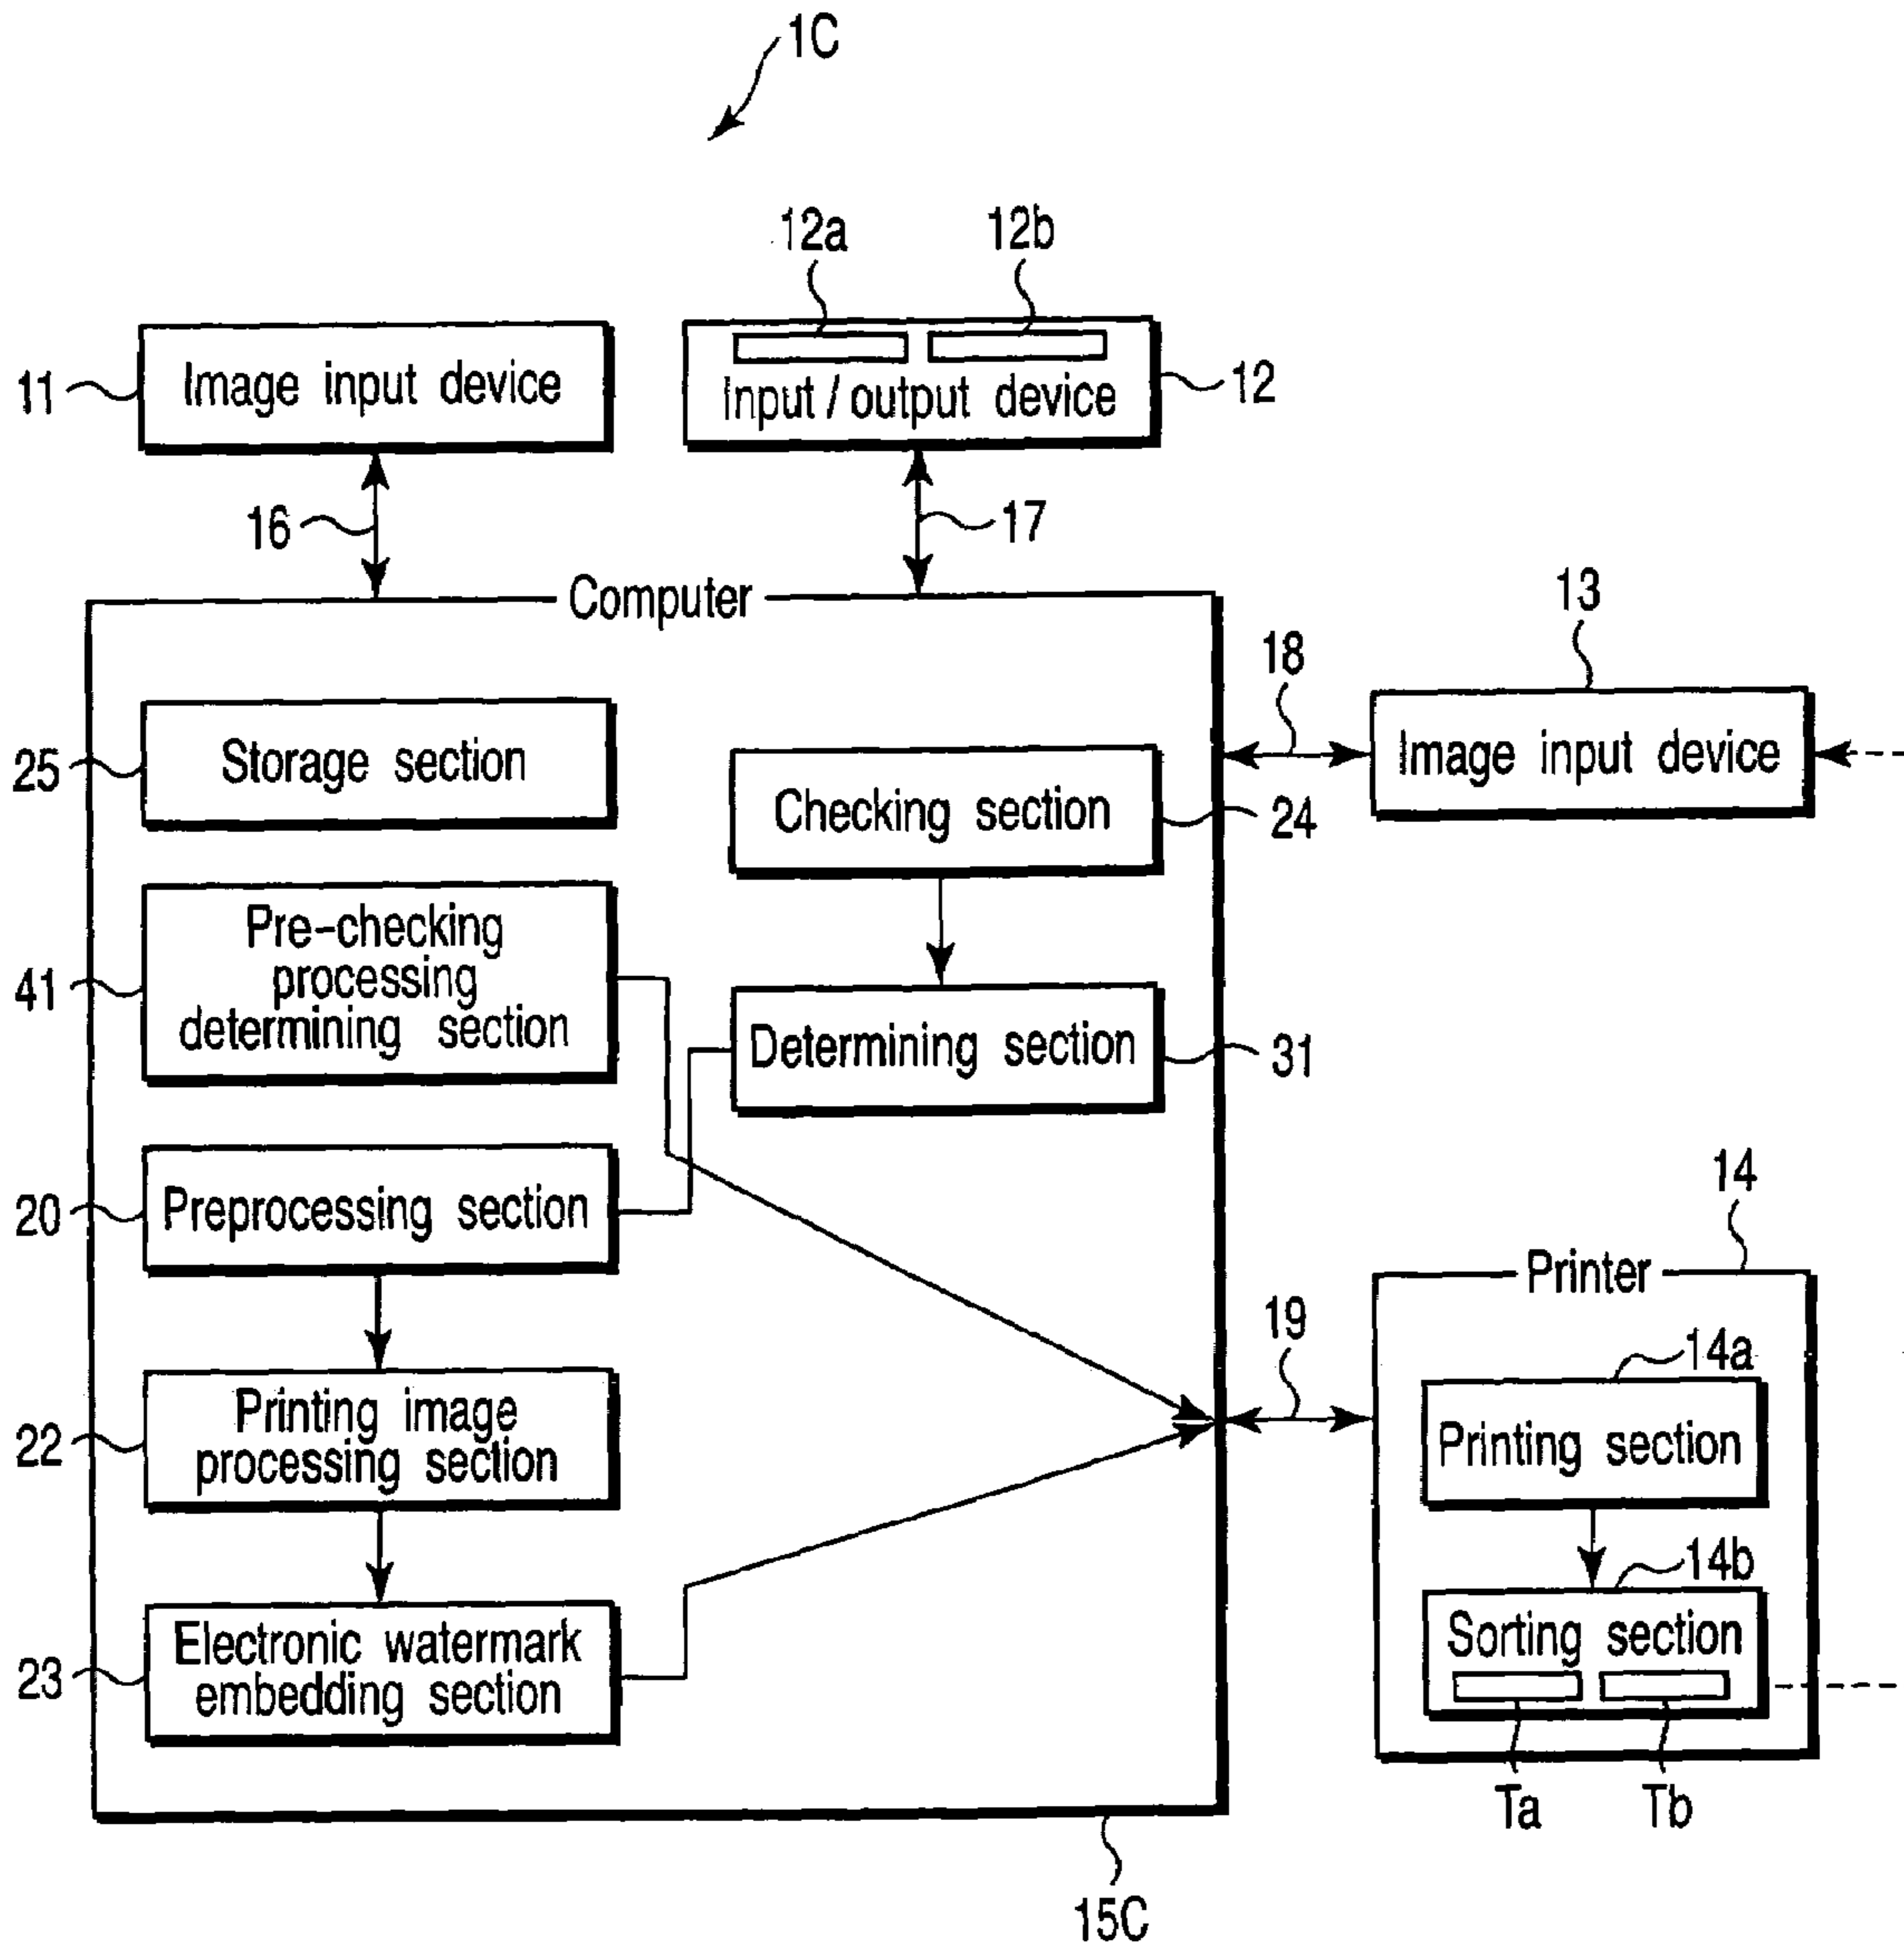 1C
12a
12b
11
Image input device
Input / output device
12
16
17
Computer
13
18
25
Storage section
Image input device
Checking section
24
41
Pre-checking
processing
determining section
Determining section
31
20
Preprocessing section
14
Printer
19
14a
22
Printing image
processing section
Printing section
14b
23
Electronic watermark
embedding section
Sorting section
Ta
Tb
15C